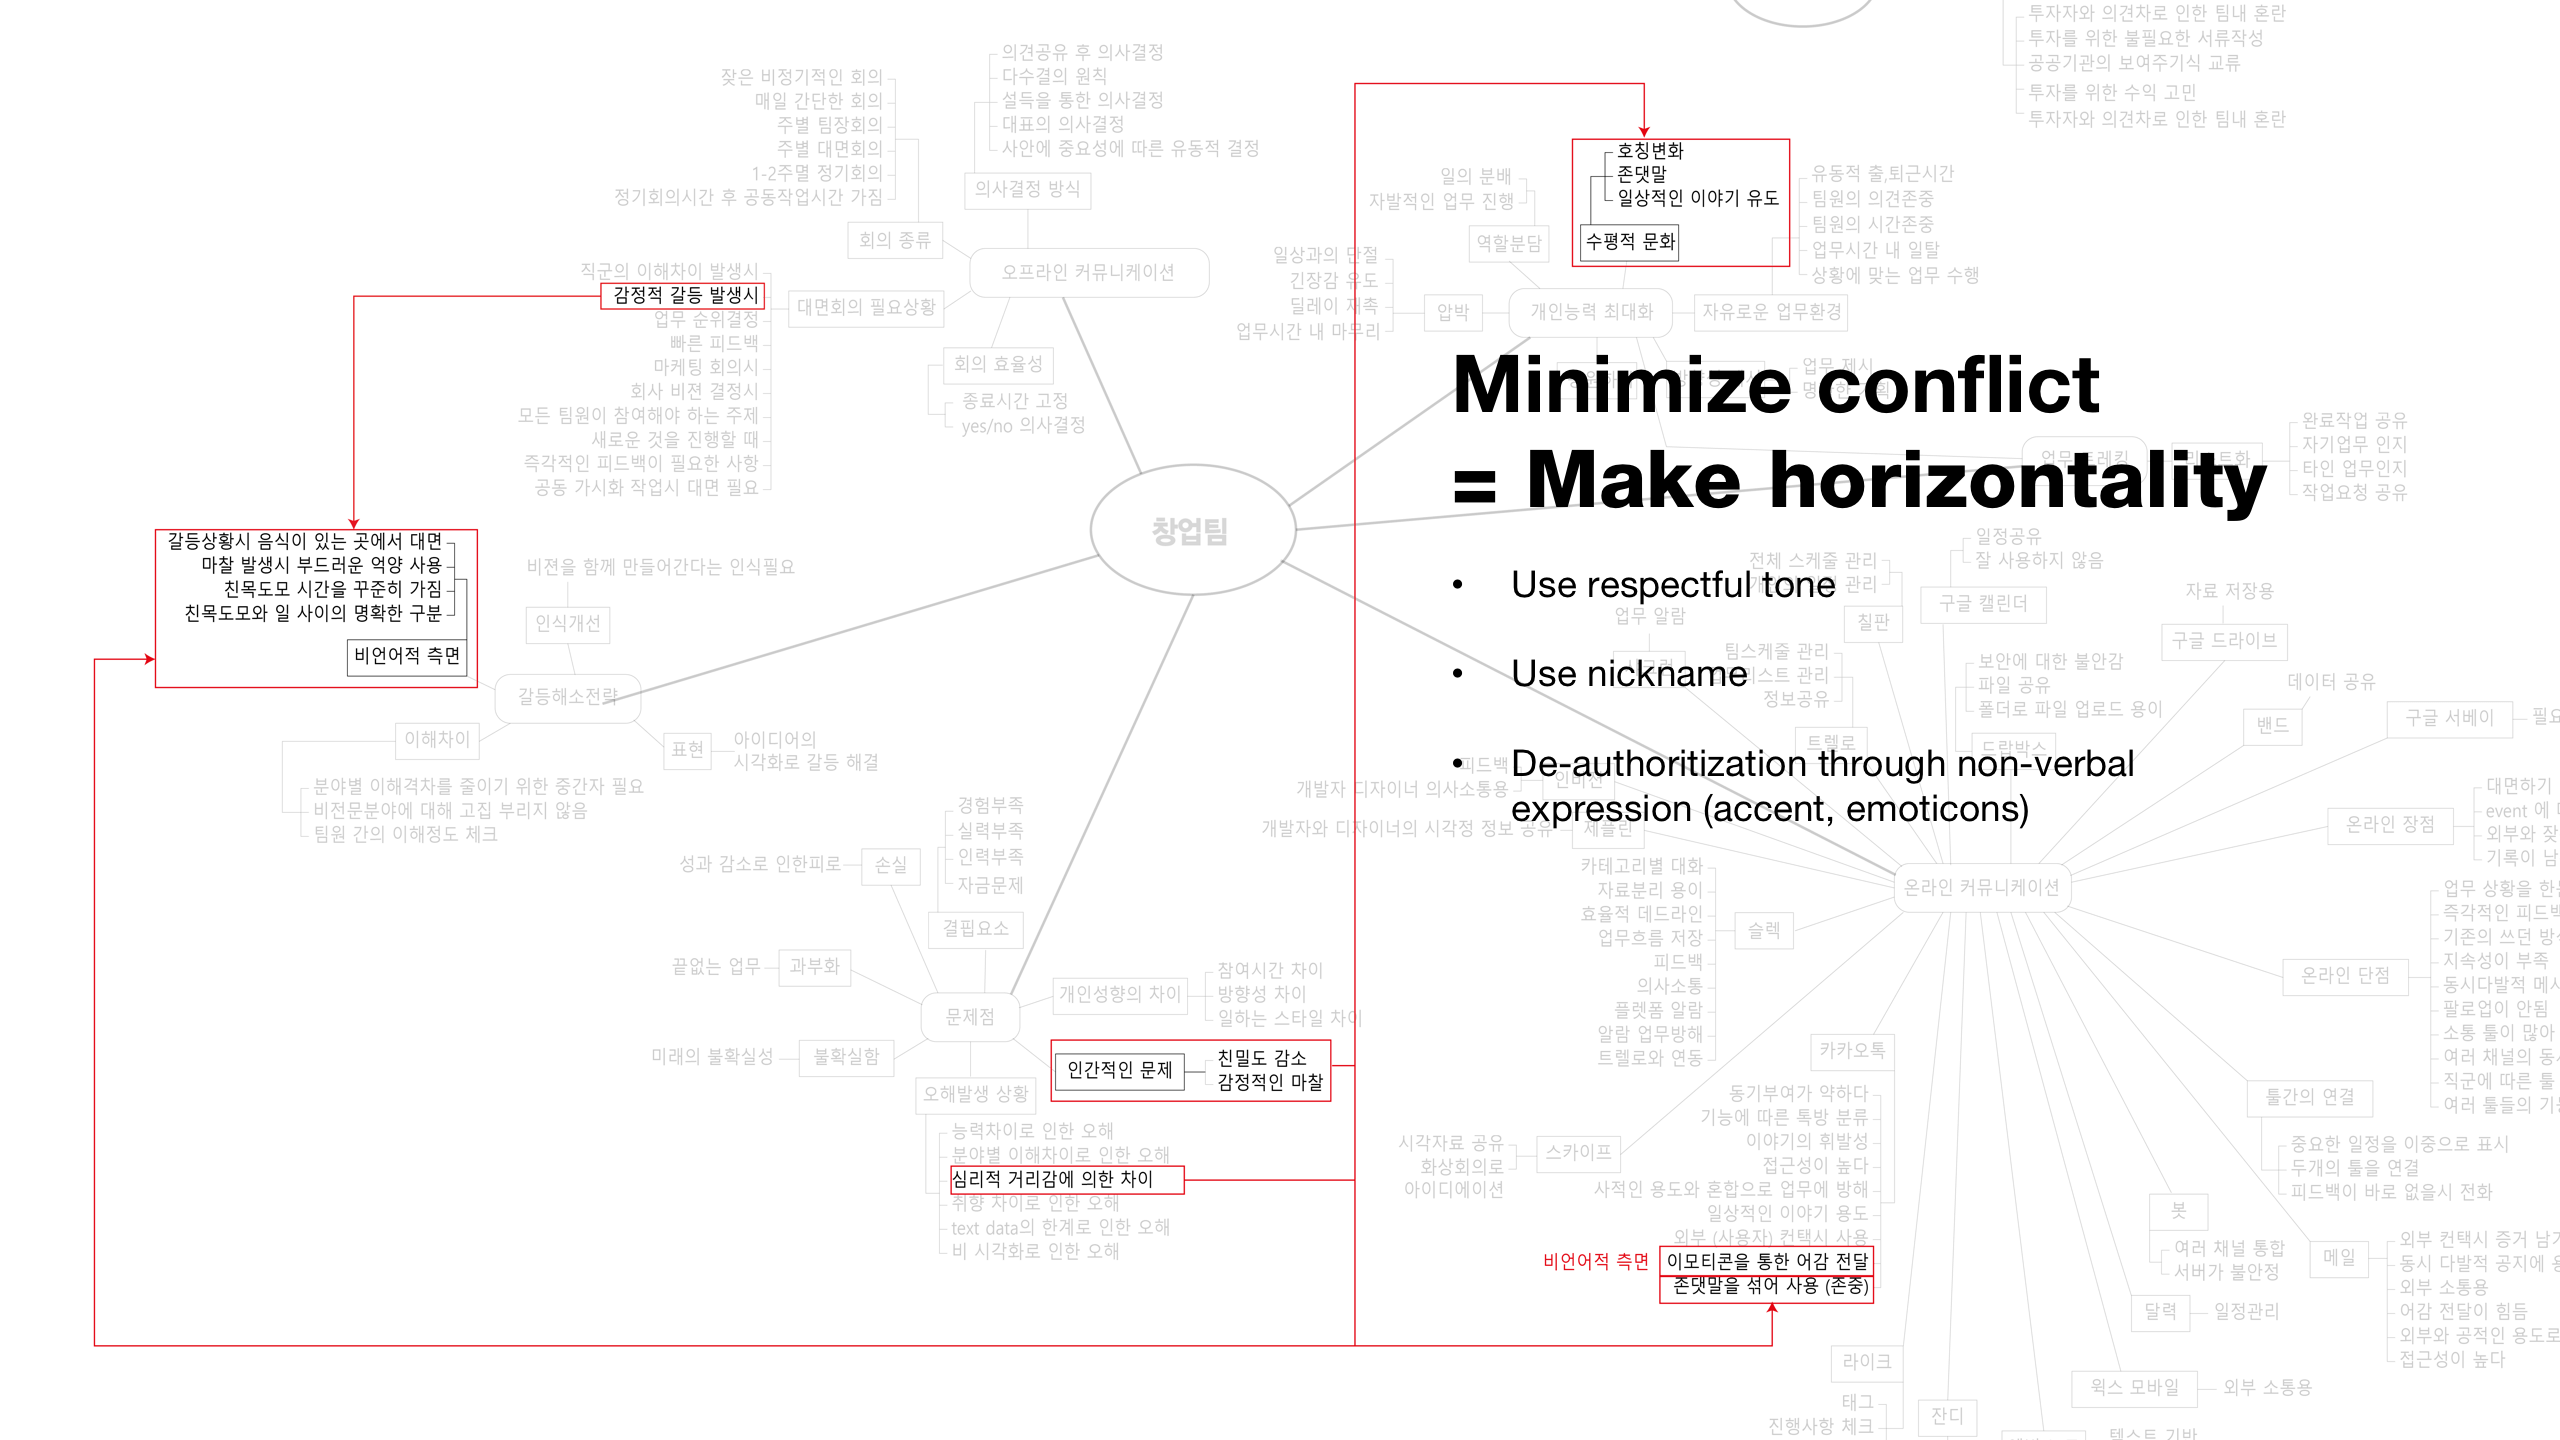 투자자와 의견차로 인한 팀내 혼란
투자를 위한 불필요한 서류작성
공공기관의 보여주기식 교류
투자를 위한 수익 고민
투자자와 의견차로 인한 팀내 혼란
의견공유 후 의사결정
다수결의 원칙
설득을 통한 의사결정
대표의 의사결정
사안에 중요성에 따른 유동적 결정
의사결정 방식
잦은 비정기적인 회의
매일 간단한 회의
주별 팀장회의
주별 대면회의
1-2주별 정기회의
정기회의시간 후 공동작업시간 가짐
회의 종류
오프라인 커뮤니케이션
직군의 이해차이 발생시
감정적 갈등 발생시
업무 순위결정
빠른 피드백
마케팅 회의시
회사 비젼 결정시
모든 팀원이 참여해야 하는 주제
새로운 것을 진행할 때
즉각적인 피드백이 필요한 사항
공동 가시화 작업시 대면 필요
대면회의 필요상황
회의 효율성
종료시간 고정
yes/no 의사결정
호칭변화
존댓말
일상적인 이야기 유도
수평적 문화
일의 분배
자발적인 업무 진행
역할분담
일상과의 단절
긴장감 유도
딜레이 재촉
업무시간 내 마무리
압박
개인능력 최대화
유동적 출,퇴근시간
팀원의 의견존중
팀원의 시간존중
업무시간 내 일탈
상황에 맞는 업무 수행
자유로운 업무환경
업무 제시
Minimize conflict
= Make horizontality
업무 트레킹
완료작업 공유
자기업무 인지
타인 업무인지
작업요청 공유
창업팀
갈등상황시 음식이 있는 곳에서 대면
마찰 발생시 부드러운 억양 사용
친목도모 시간을 꾸준히 가짐
친목도모와 일 사이의 명확한 구분
비언어적 측면
비젼을 함께 만들어간다는 인식필요
인식개선
갈등해소전략
이해차이
분야별 이해격차를 줄이기 위한 중간자 필요
비전문분야에 대해 고집 부리지 않음
팀원 간의 이해정도 체크
표현
아이디어의
시각화로 갈등 해결
• Use respectful tone
• Use nickname
• De-authoritization through non-verbal
expression (accent, emoticons)
전체 스케줄 관리
관리
칠판
일정공유
잘 사용하지 않음
구글 캘린더
자료 저장용
구글 드라이브
업무 알람
팀스케줄 관리
리스트 관리
정보공유
트렐로
보안에 대한 불안감
파일 공유
폴더로 파일 업로드 용이
드랍박스
데이터 공유
밴드
구글 서베이
피드백
개발자 디자이너 의사소통용
인비전
개발자와 디자이너의 시각정 정보 공유
제플린
온라인 장점
대면하기
event 에
외부와 잦
기록이 남
온라인 커뮤니케이션
카테고리별 대화
자료분리 용이
효율적 데드라인
업무흐름 저장
피드백
의사소통
플렛폼 알람
알람 업무방해
트렐로와 연동
슬렉
업무 상황을
즉각적인 피드백
기존의 쓰던
지속성이 부족
동시다발적
팔로업이 안됨
소통 툴이 많아
여러 채널의
직군에 따른 툴
여러 툴들의
온라인 단점
경험부족
실력부족
인력부족
자금문제
결핍요소
성과 감소로 인한피로
손실
끝없는 업무
과부화
문제점
개인성향의 차이
참여시간 차이
방향성 차이
일하는 스타일 차이
미래의 불확실성
불확실함
인간적인 문제
친밀도 감소
감정적인 마찰
오해발생 상황
능력차이로 인한 오해
분야별 이해차이로 인한 오해
심리적 거리감에 의한 차이
취향 차이로 인한 오해
text data의 한계로 인한 오해
비 시각화로 인한 오해
카카오톡
동기부여가 약하다
기능에 따른 톡방 분류
이야기의 휘발성
접근성이 높다
사적인 용도와 혼합으로 업무에 방해
일상적인 이야기 용도
외부 (사용자) 컨택시 사용
비언어적 측면
이모티콘을 통한 어감 전달
존댓말을 섞어 사용 (존중)
시각자료 공유
화상회의로
아이디에이션
스카이프
툴간의 연결
중요한 일정을 이중으로 표시
두개의 툴을 연결
피드백이 바로 없을시 전화
봇
여러 채널 통합
서버가 불안정
메일
외부 컨택시 증거
동시 다발적 공지에
외부 소통용
어감 전달이 힘듬
외부와 공적인 용도로
접근성이 높다
달력
일정관리
라이크
태그
진행사항 체크
잔디
윅스 모바일
외부 소통용
텍스트 기반